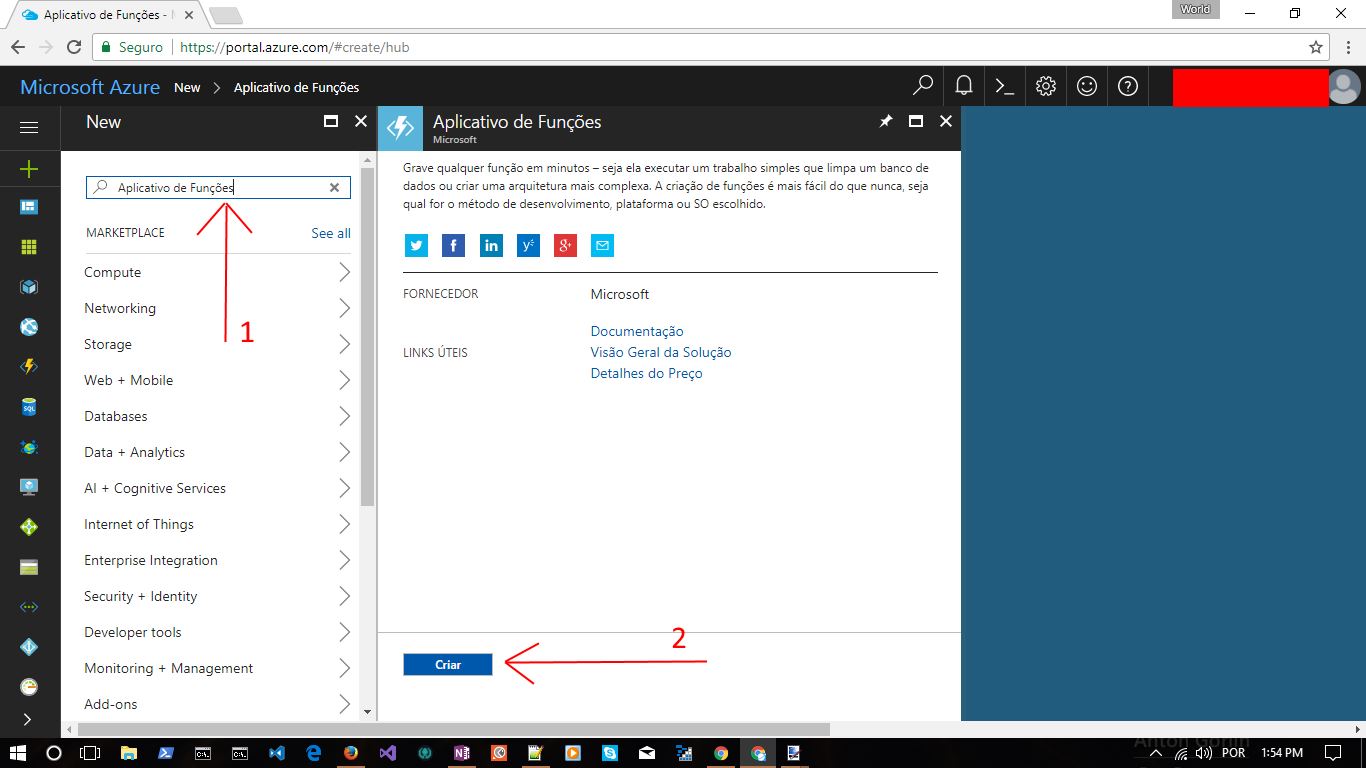 Aplicativo de Funções - 
World
Seguro
https://portal.azure.com/#create/hub
Microsoft Azure New > Aplicativo de Funções
New
Aplicativo de Funções
Microsoft
Aplicativo de Funções
MARKETPLACE
See all
Compute
Networking
Storage
Web + Mobile
Databases
Data + Analytics
AI + Cognitive Services
Internet of Things
Enterprise Integration
Security + Identity
Developer tools
Monitoring + Management
Add-ons
1
Grave qualquer função em minutos – seja ela executar um trabalho simples que limpa um banco de
dados ou criar uma arquitetura mais complexa. A criação de funções é mais fácil do que nunca, seja
qual for o método de desenvolvimento, plataforma ou SO escolhido.
FORNECEDOR
Microsoft
LINKS ÚTEIS
Documentação
Visão Geral da Solução
Detalhes do Preço
2
Criar
POR
1:54 PM